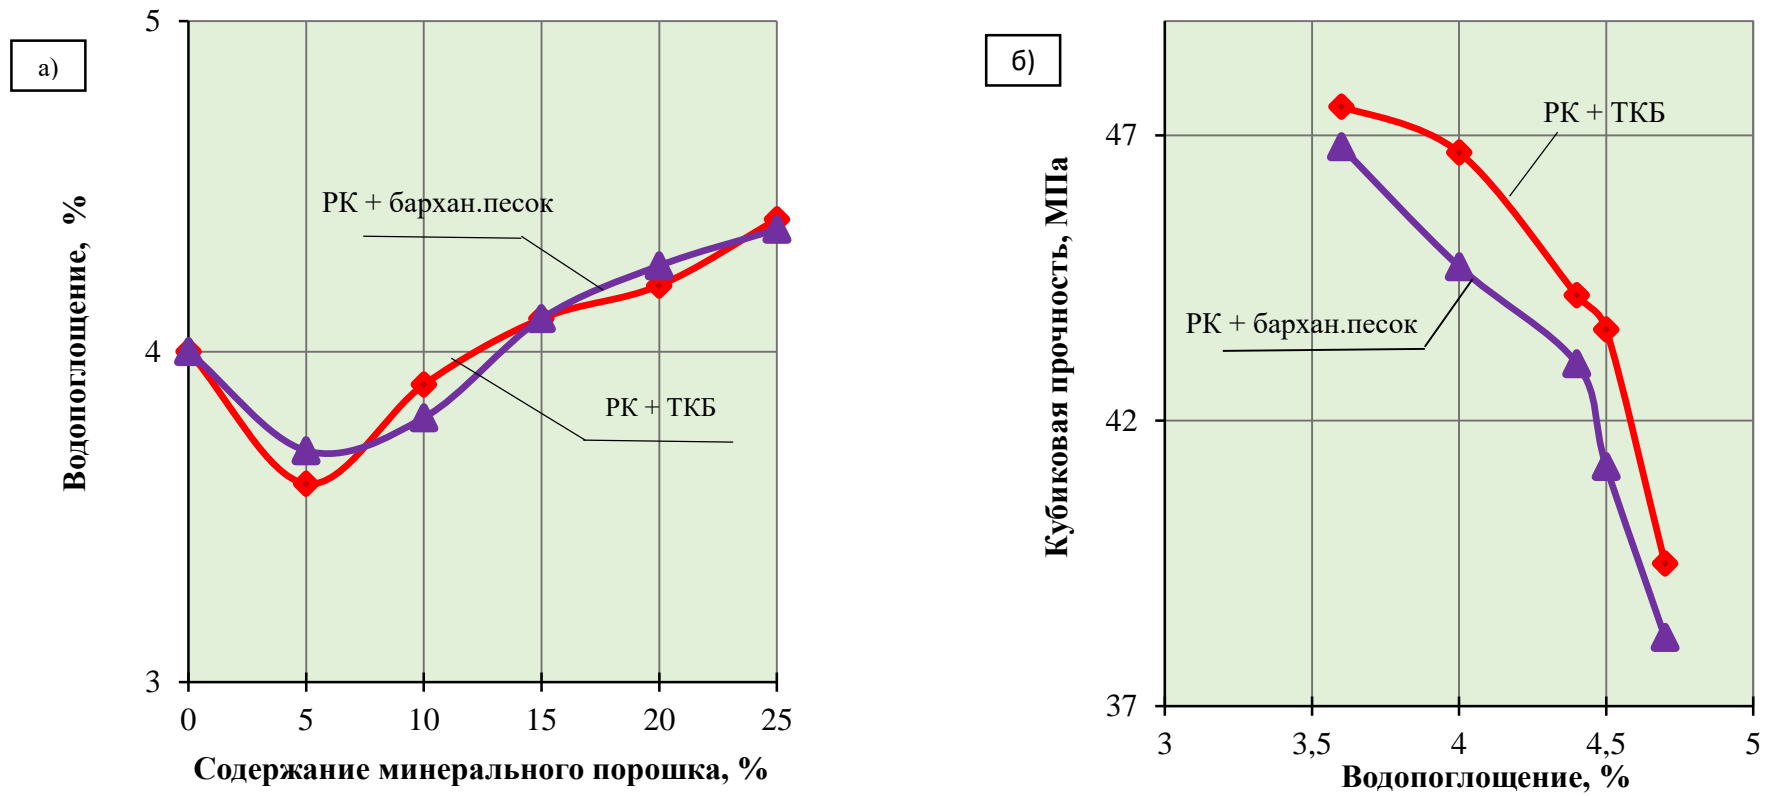 а)
5
4
3
Водопоглощение, %
РК + бархан.песок
РК + ТКБ
0 5 10 15 20 25
Содержание минерального порошка, %
б)
47
42
37
Кубиковая прочность, МПа
РК + ТКБ
РК + бархан.песок
3 3,5 4 4,5 5
Водопоглощение, %